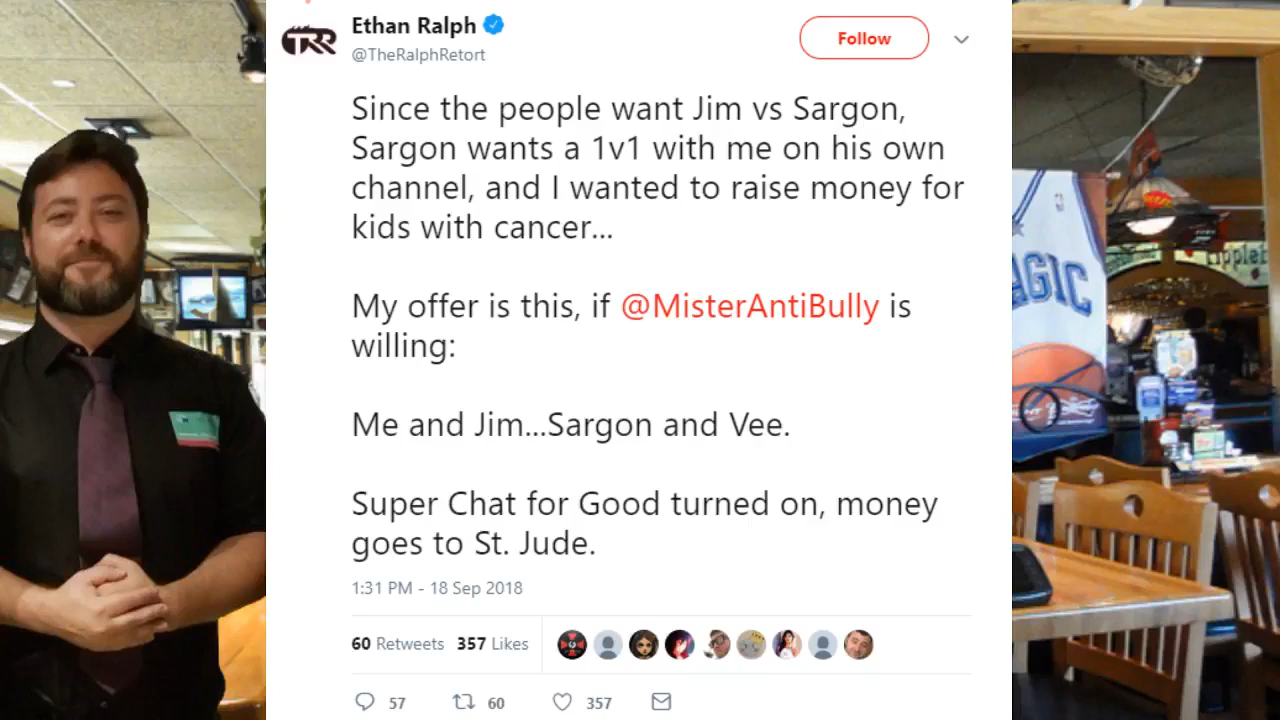 TRR
Ethan Ralph
@TheRalphRetort
Follow
Since the people want Jim vs Sargon,
Sargon wants a 1v1 with me on his own
channel, and I wanted to raise money for
kids with cancer...
My offer is this, if @MisterAntiBully is
willing:
Me and Jim...Sargon and Vee.
Super Chat for Good turned on, money
goes to St. Jude.
1:31 PM - 18 Sep 2018
60 Retweets 357 Likes
57 60 357
AGIC